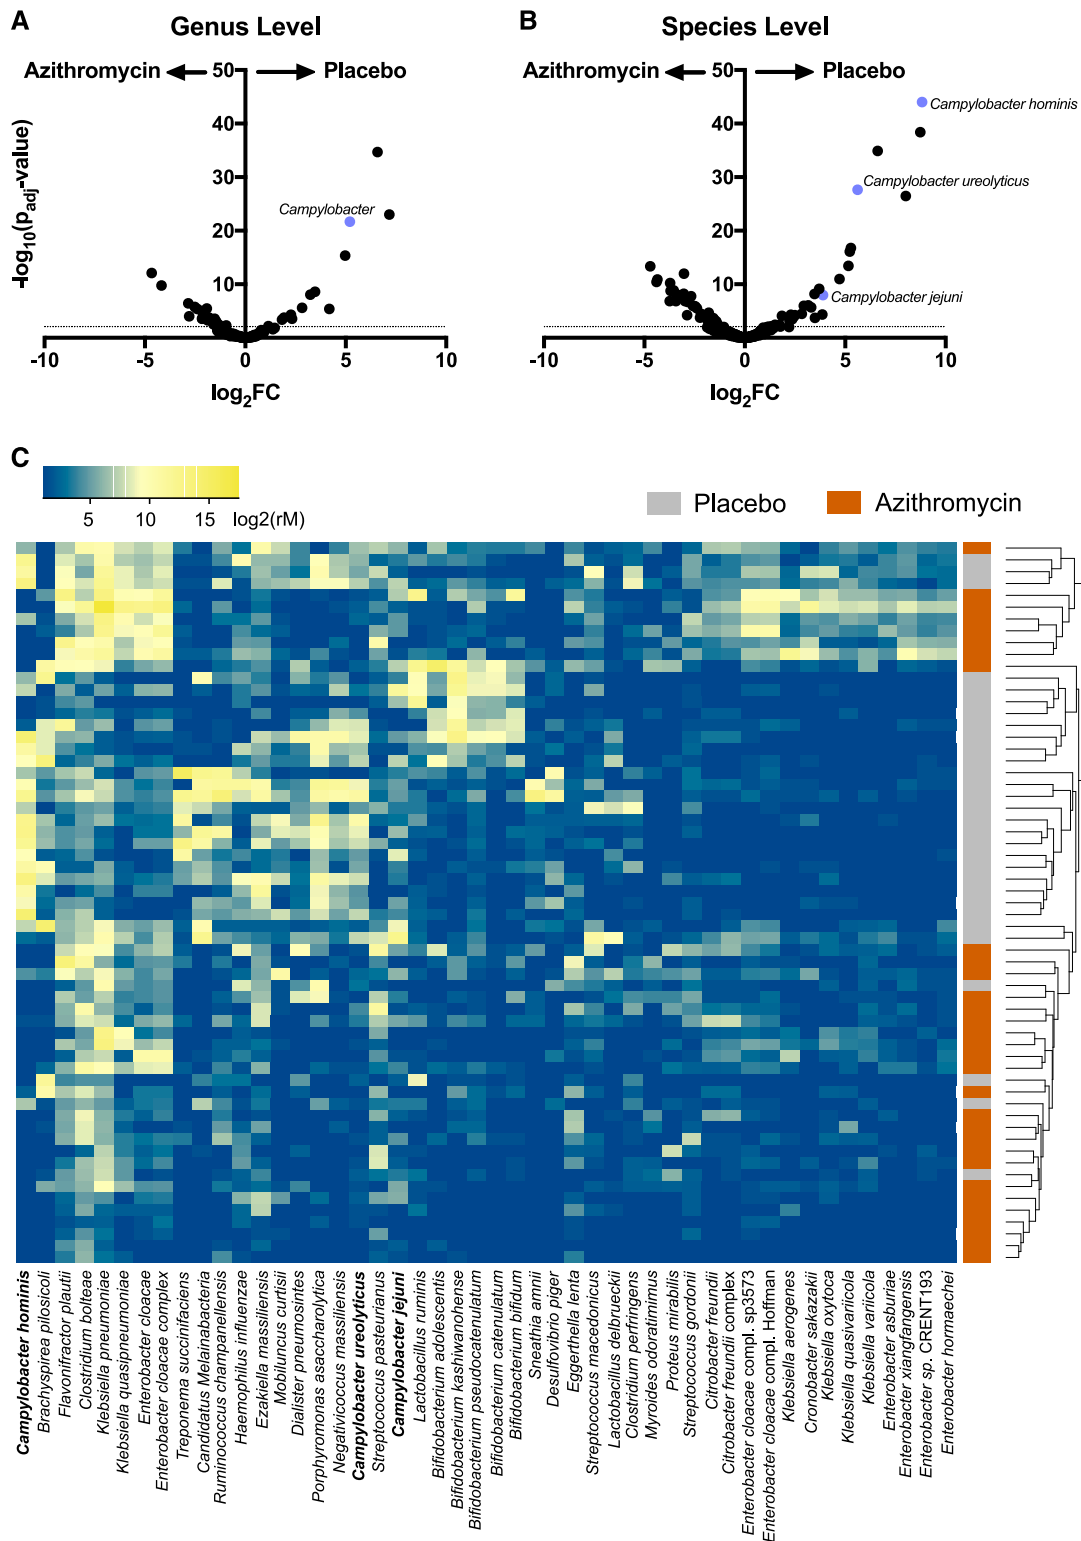 A
Genus Level
Azithromycin
Placebo
-log10(padj-value)
50
40
30
20
10
-10
-5
0
5
10
log2FC
Campylobacter
B
Species Level
Azithromycin
Placebo
50
40
30
20
10
-10
-5
0
5
10
log2FC
Campylobacter hominis
Campylobacter ureolyticus
Campylobacter jejuni
C
5
10
15
log2(rM)
Placebo
Azithromycin
Campylobacter hominis
Brachyspirea pilosicoli
Flavonifractor plautii
Clostridium bolteae
Klebsiella pneumoniae
Klebsiella quasipneumoniae
Enterobacter cloacae
Enterobacter cloacae complex
Treponema succinifaciens
Candidatus Melainabacteria
Ruminococcus champanellensis
Haemophilus influenzae
Ezakiella massiliensis
Mobiluncus curtisii
Dialister pneumosintes
Porphyromonas asaccharolytica
Negativicoccus massiliensis
Campylobacter ureolyticus
Streptococcus pasteurianus
Campylobacter jejuni
Lactobacillus ruminis
Bifidobacterium adolescentis
Bifidobacterium kashiwanohense
Bifidobacterium pseudocatenulatum
Bifidobacterium catenulatum
Bifidobacterium bifidum
Sneathia amnii
Desulfovibrio piger
Eggerthella lenta
Streptococcus macedonicus
Lactobacillus delbrueckii
Clostridium perfringens
Myroides odoratimimus
Proteus mirabilis
Streptococcus gordonii
Citrobacter freundii
Citrobacter freundii complex
Enterobacter cloacae compl. sp3573
Enterobacter cloacae compl. Hoffman
Klebsiella aerogenes
Cronobacter sakazakii
Klebsiella oxytoca
Klebsiella quasivariicola
Klebsiella variicola
Enterobacter asburiae
Enterobacter xiangfangensis
Enterobacter sp. CRENT193
Enterobacter hormaechei